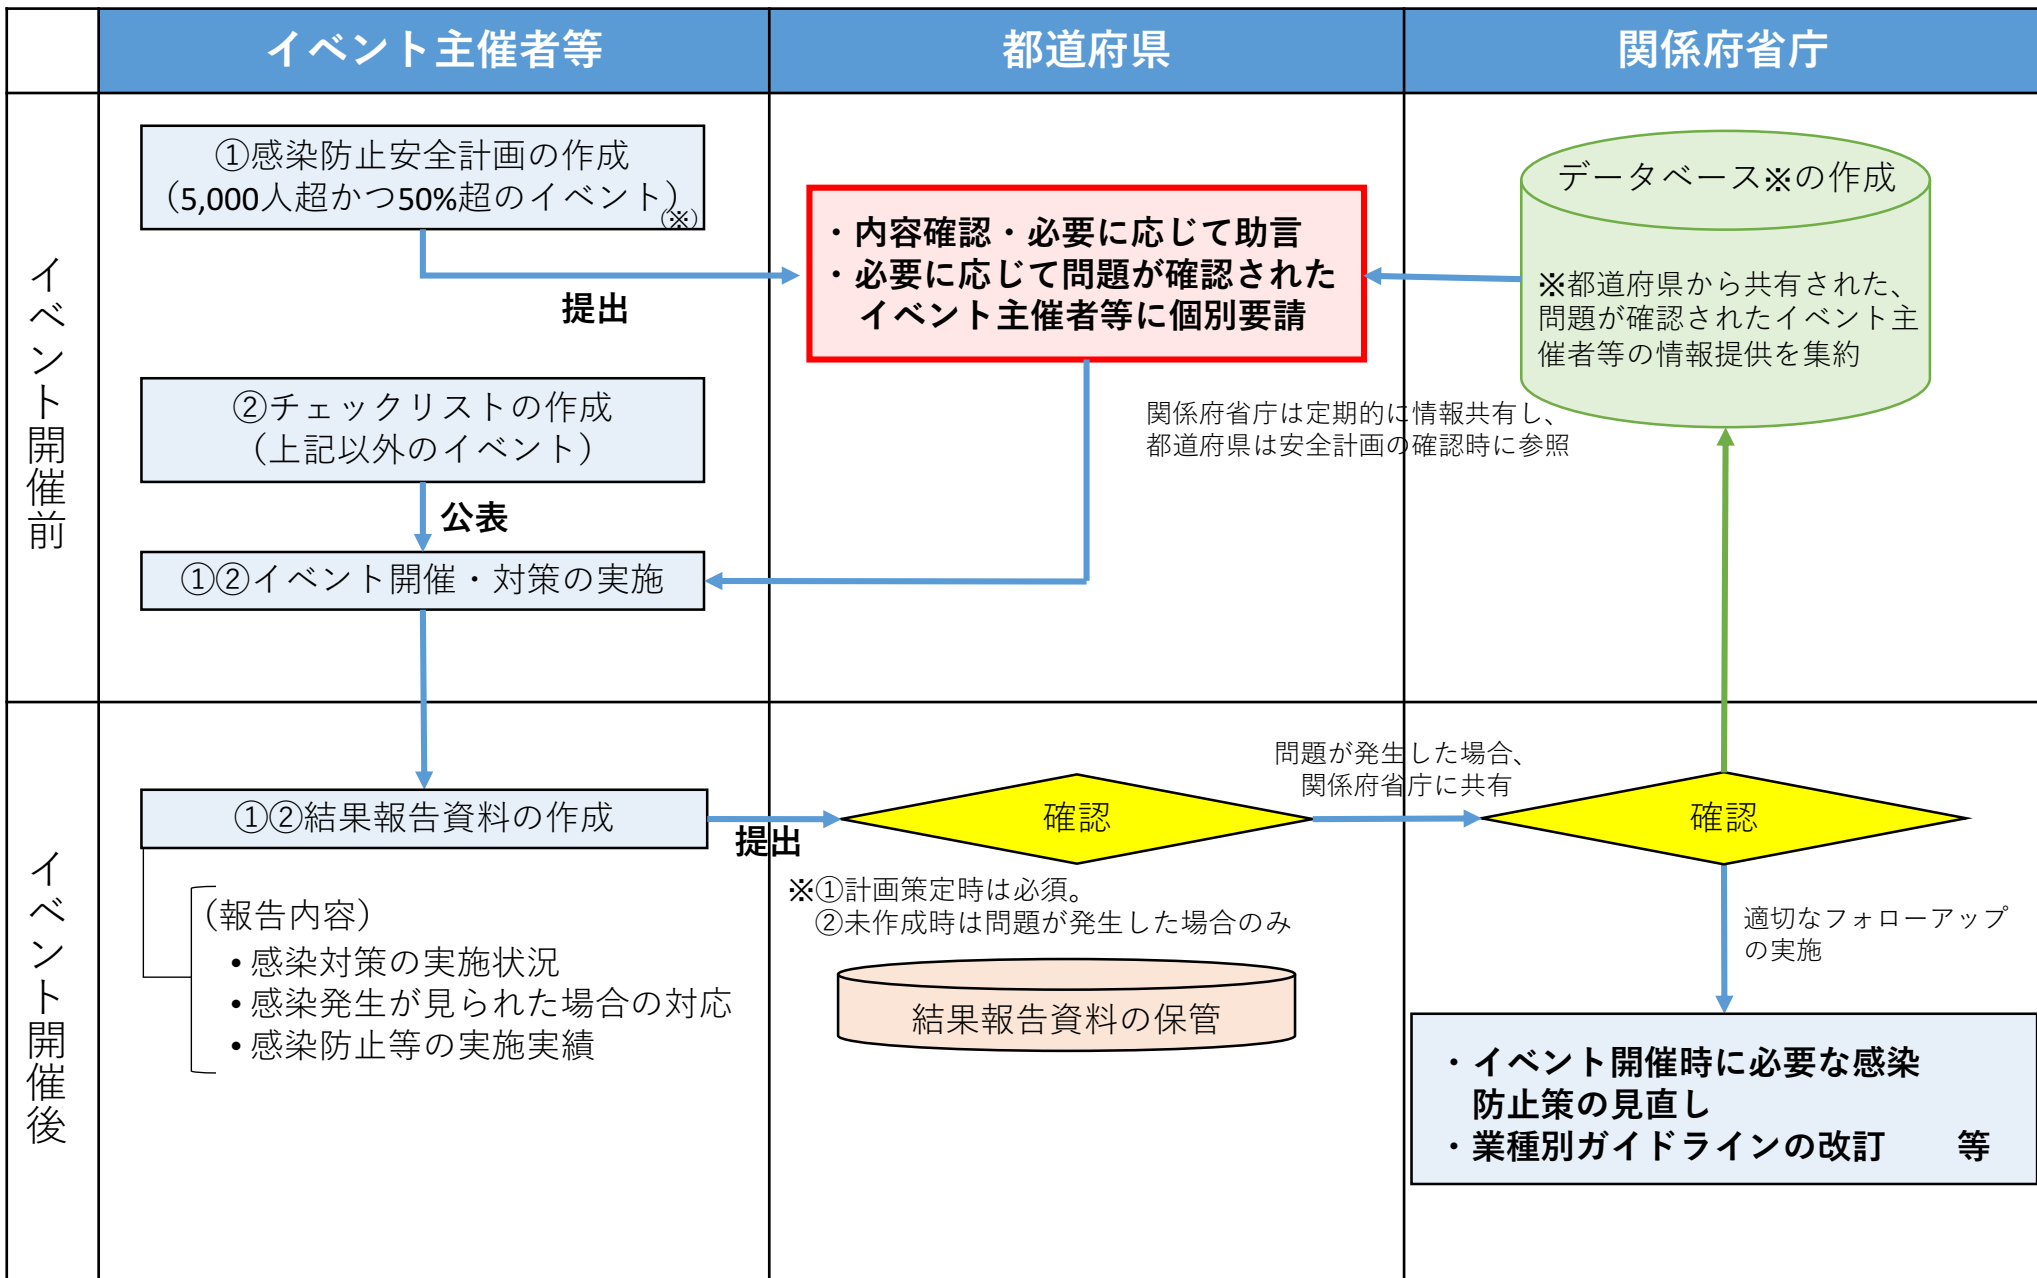 イベント主催者等
都道府県
関係府省庁
イベント開催前
①感染防止安全計画の作成
（5,000人超かつ50%超のイベント）
（※）
提出
②チェックリストの作成
（上記以外のイベント）
公表
①②イベント開催・対策の実施
・内容確認・必要に応じて助言
・必要に応じて問題が確認された
イベント主催者等に個別要請
データベース※の作成
※都道府県から共有された、
問題が確認されたイベント主
催者等の情報提供を集約
関係府省庁は定期的に情報共有し、
都道府県は安全計画の確認時に参照
イベント開催後
①②結果報告資料の作成
提出
（報告内容）
• 感染対策の実施状況
• 感染発生が見られた場合の対応
• 感染防止等の実施実績
確認
※①計画策定時は必須。
②未作成時は問題が発生した場合のみ
結果報告資料の保管
問題が発生した場合、
関係府省庁に共有
確認
適切なフォローアップ
の実施
・イベント開催時に必要な感染
防止策の見直し
・業種別ガイドラインの改訂　　等